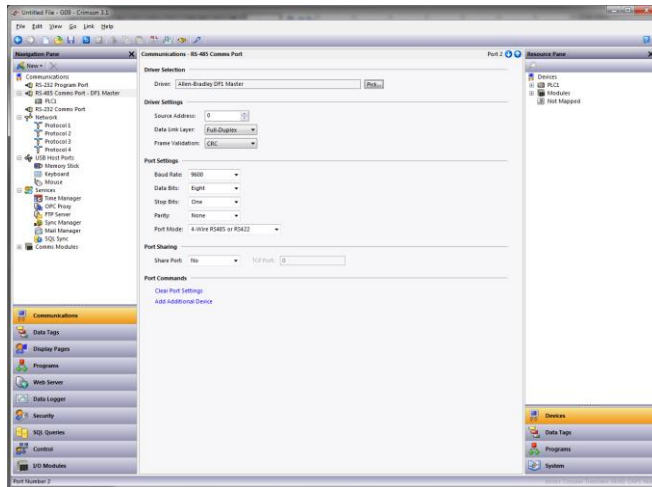 Untitled File - G09 - Crimson 3.1
File Edit View Go Link Help
Navigation Pane
New
Communications
RS-232 Program Port
RS-485 Comms Port - DF1 Master
PLC1
RS-232 Comms Port
Network
Protocol 1
Protocol 2
Protocol 3
Protocol 4
USB Host Ports
Memory Stick
Keyboard
Mouse
Services
Time Manager
OPC Proxy
FTP Server
Sync Manager
Mail Manager
SQL Sync
Comms Modules
Communications
Data Tags
Display Pages
Programs
Web Server
Data Logger
Security
SQL Queries
Control
I/O Modules
Port Number 2
Communications - RS-485 Comms Port
Port 2
Driver Selection
Driver: Allen-Bradley DF1 Master Pick...
Driver Settings
Source Address: 0
Data Link Layer: Full-Duplex
Frame Validation: CRC
Port Settings
Baud Rate: 9600
Data Bits: Eight
Stop Bits: One
Parity: None
Port Mode: 4-Wire RS485 or RS422
Port Sharing
Share Port: No TCP Port: 0
Port Commands
Clear Port Settings
Add Additional Device
Resource Pane
Devices
PLC1
Modules
Not Mapped
Devices
Data Tags
Programs
System